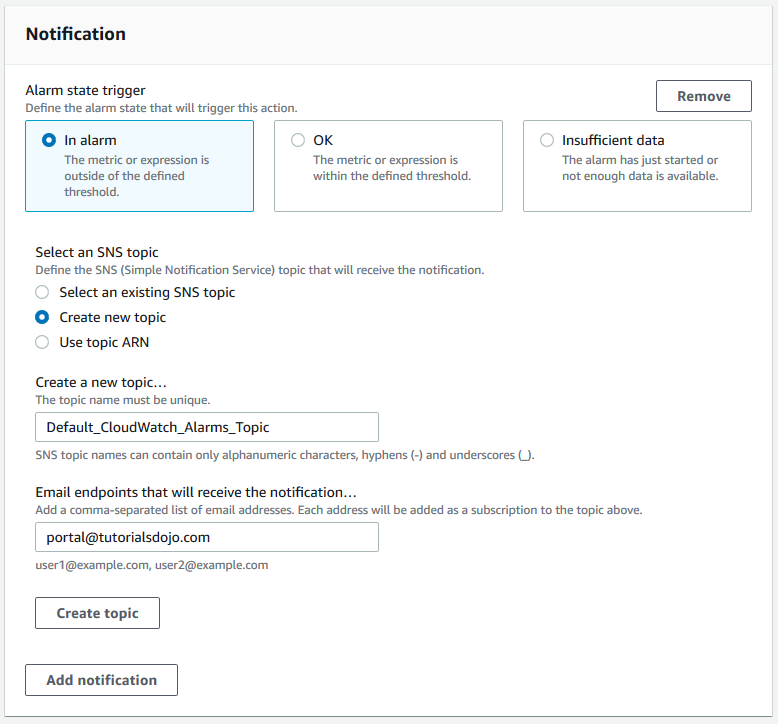 Notification
Alarm state trigger
Define the alarm state that will trigger this action.
Remove
In alarm
The metric or expression is
outside of the defined
threshold.
OK
The metric or expression is
within the defined threshold.
Insufficient data
The alarm has just started or
not enough data is available.
Select an SNS topic
Define the SNS (Simple Notification Service) topic that will receive the notification.
Select an existing SNS topic
Create new topic
Use topic ARN
Create a new topic…
The topic name must be unique.
Default_CloudWatch_Alarms_Topic
SNS topic names can contain only alphanumeric characters, hyphens (-) and underscores (_).
Email endpoints that will receive the notification…
Add a comma-separated list of email addresses. Each address will be added as a subscription to the topic above.
portal@tutorialsdojo.com
user1@example.com, user2@example.com
Create topic
Add notification